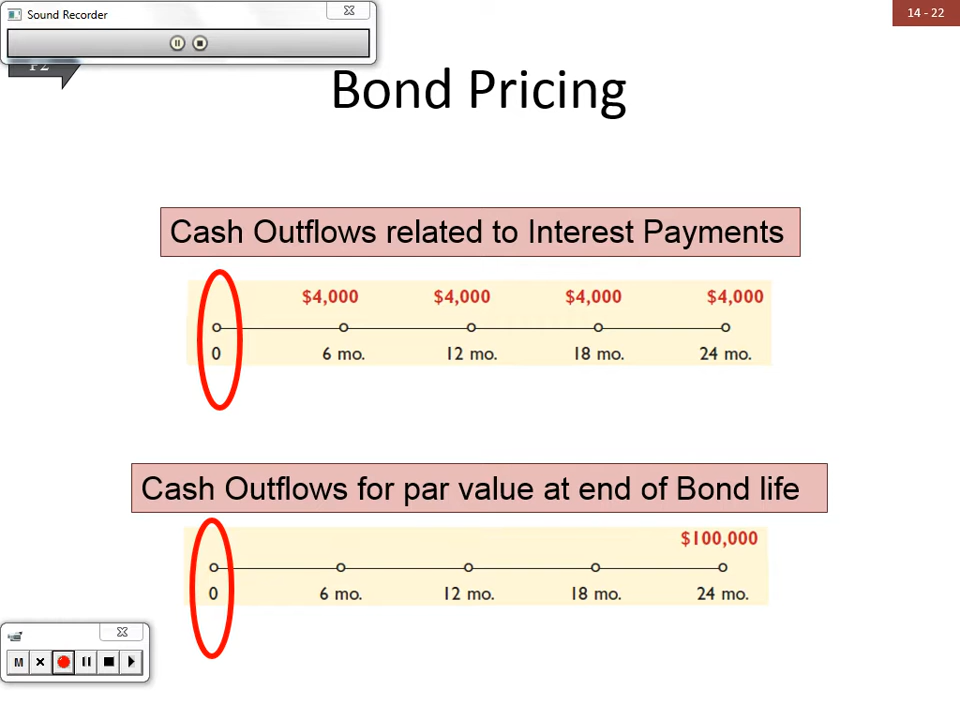 Sound Recorder
14 - 22
Bond Pricing
Cash Outflows related to Interest Payments
$4,000 $4,000 $4,000 $4,000
0 6 mo. 12 mo. 18 mo. 24 mo.
Cash Outflows for par value at end of Bond life
$100,000
0 6 mo. 12 mo. 18 mo. 24 mo.
M